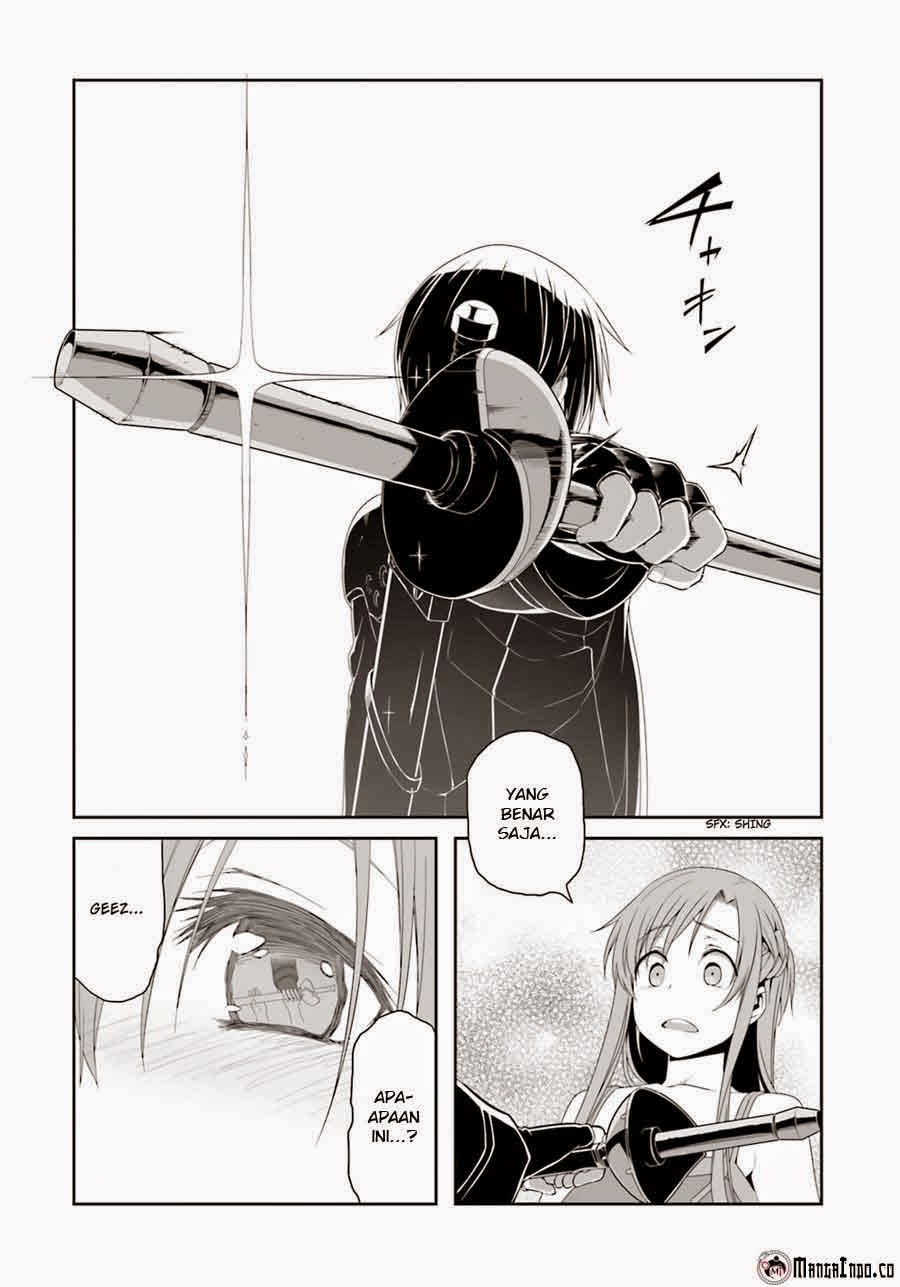 チャキン
SFX: SHING
YANG
BENAR
SAJA...
GEEZ...
APA-
APAAN
INI...?
MANGAINDO.CO